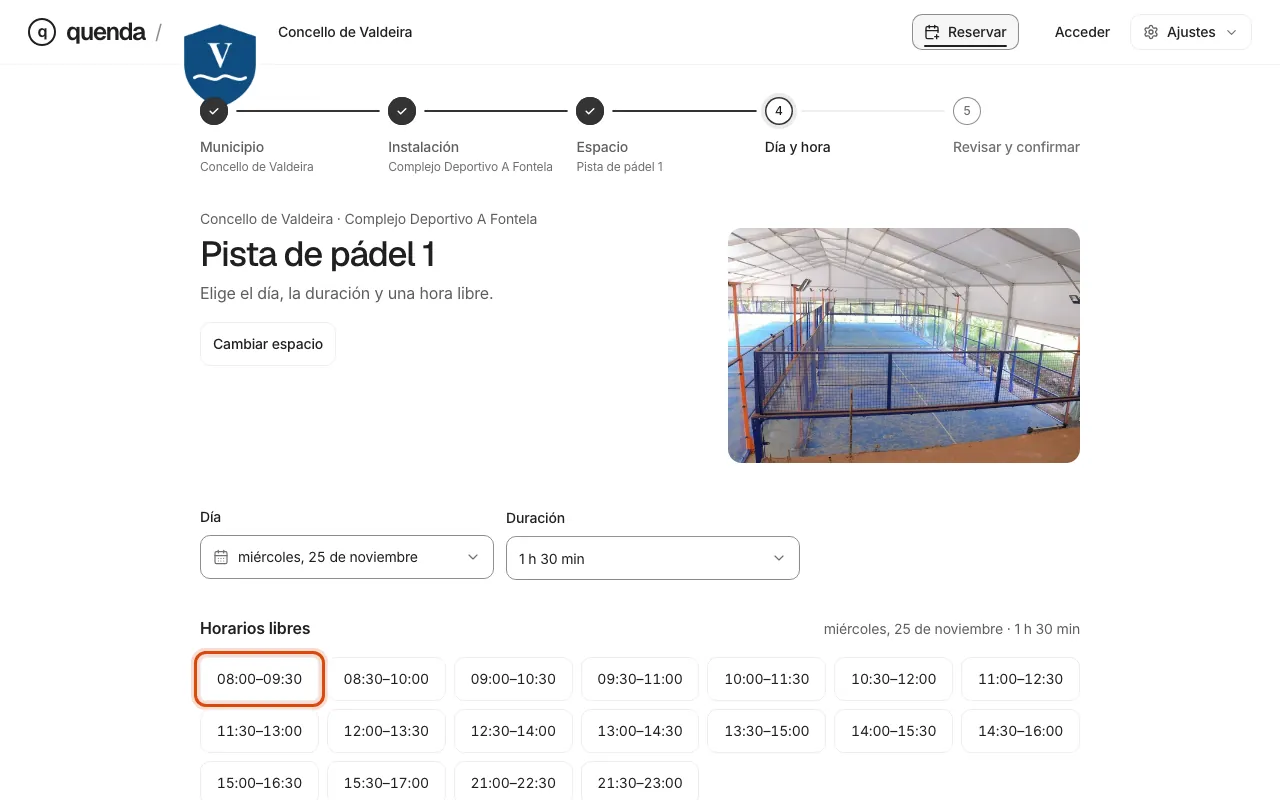 q quenda / Concello de Valdeira Reservar Acceder Ajustes
V
4 5
Municipio Instalación Espacio Día y hora Revisar y confirmar
Concello de Valdeira Complejo Deportivo A Fontela Pista de pádel 1
Concello de Valdeira · Complejo Deportivo A Fontela
Pista de pádel 1
Elige el día, la duración y una hora libre.
Cambiar espacio
Día Duración
miércoles, 25 de noviembre 1 h 30 min
Horarios libres miércoles, 25 de noviembre · 1 h 30 min
08:00–09:30 08:30–10:00 09:00–10:30 09:30–11:00 10:00–11:30 10:30–12:00 11:00–12:30
11:30–13:00 12:00–13:30 12:30–14:00 13:00–14:30 13:30–15:00 14:00–15:30 14:30–16:00
15:00–16:30 15:30–17:00 21:00–22:30 21:30–23:00